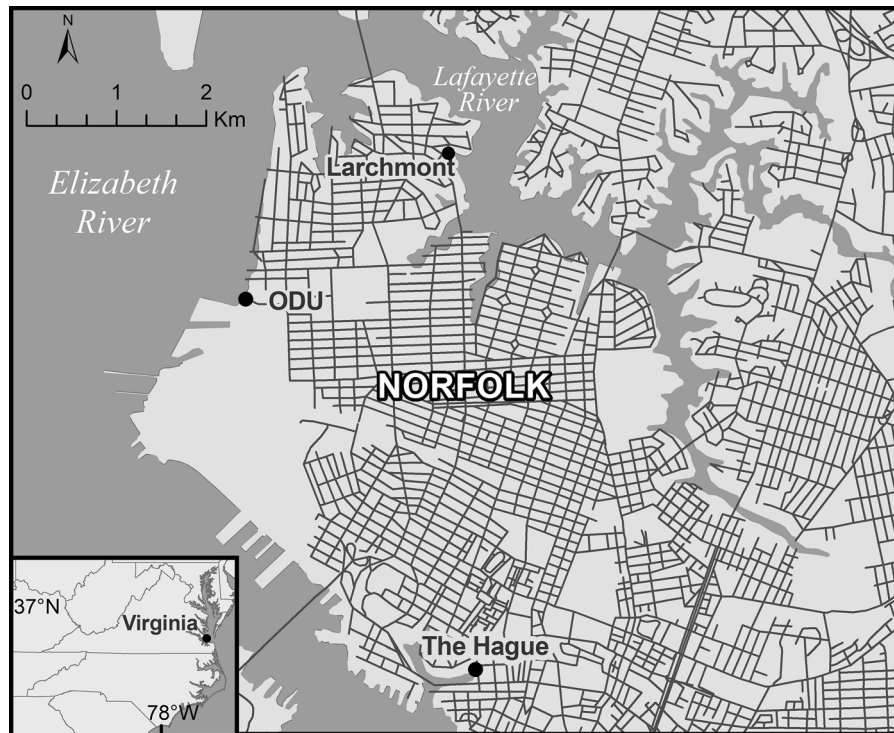 N
0 1 2
Km
Lafayette
River
Larchmont
Elizabeth
River
ODU
NORFOLK
37°N
Virginia
78°W
The Hague